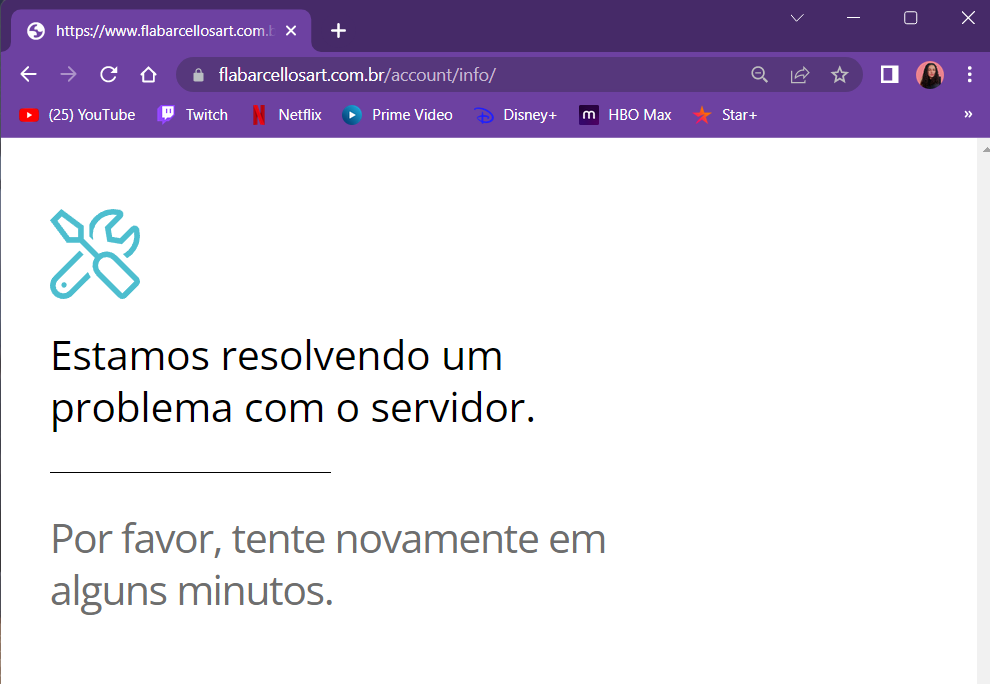 https://www.flabarcellosart.com.b
flabarcellosart.com.br/account/info/
(25) YouTube Twitch Netflix Prime Video Disney+ m HBO Max Star+ »
Estamos resolvendo um
problema com o servidor.
Por favor, tente novamente em
alguns minutos.